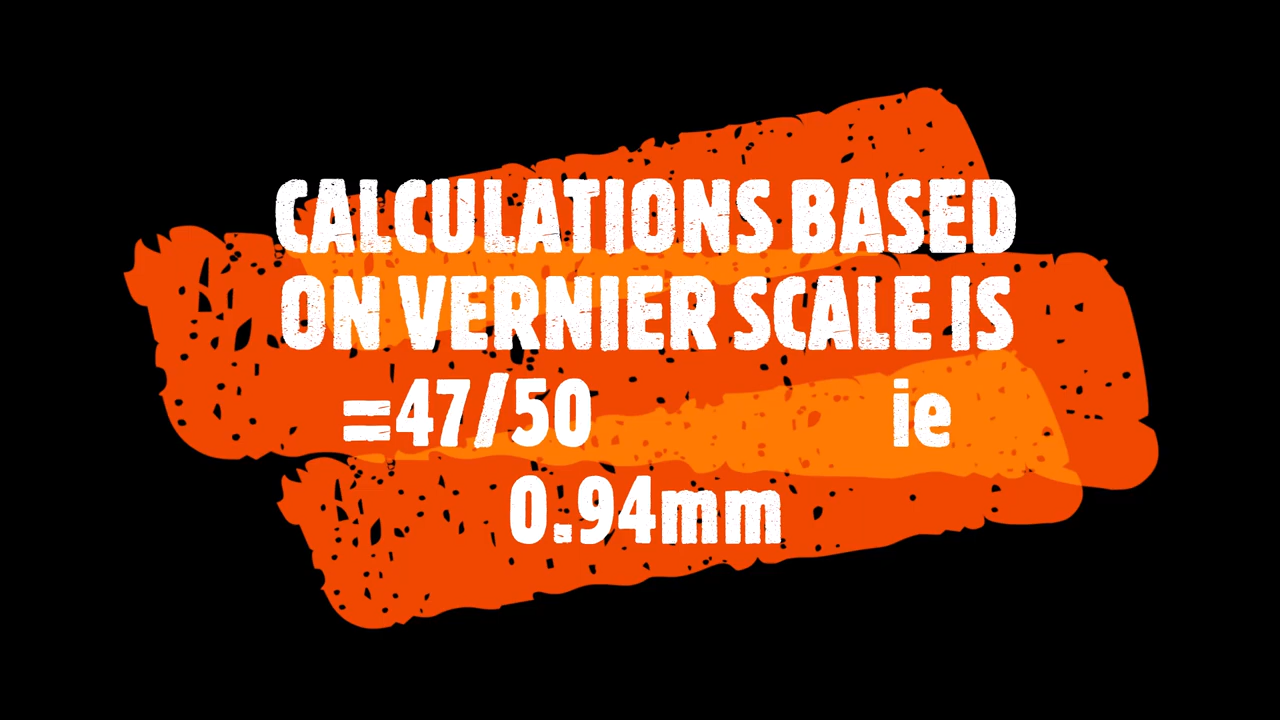 CALCULATIONS BASED
ON VERNIER SCALE IS
=47/50 ie
0.94mm